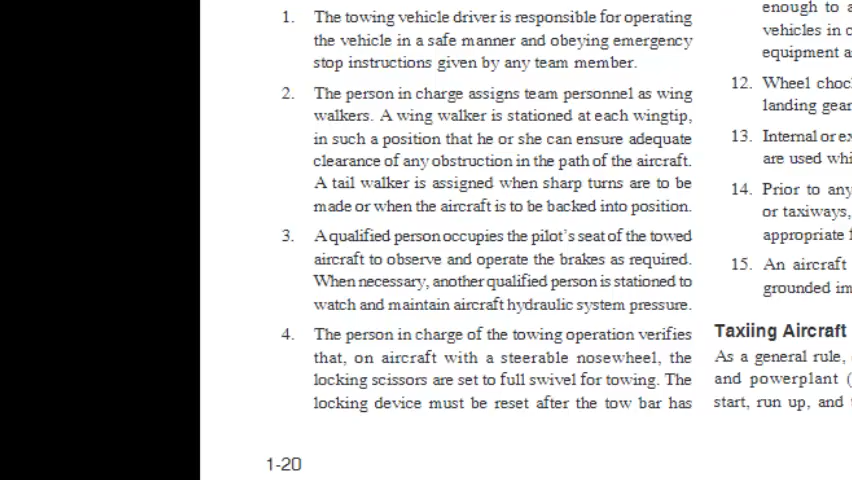 1. The towing vehicle driver is responsible for operating
the vehicle in a safe manner and obeying emergency
stop instructions given by any team member.
2. The person in charge assigns team personnel as wing
walkers. A wing walker is stationed at each wingtip,
in such a position that he or she can ensure adequate
clearance of any obstruction in the path of the aircraft.
A tail walker is assigned when sharp turns are to be
made or when the aircraft is to be backed into position.
3. A qualified person occupies the pilot's seat of the towed
aircraft to observe and operate the brakes as required.
When necessary, another qualified person is stationed to
watch and maintain aircraft hydraulic system pressure.
4. The person in charge of the towing operation verifies
that, on aircraft with a steerable nosewheel, the
locking scissors are set to full swivel for towing. The
locking device must be reset after the tow bar has
enough to
vehicles in
equipment
12. Wheel
landing
13. Internal or
are used
14. Prior to any
or taxiways,
appropriate
15. An aircraft
grounded
Taxiing Aircraft
As a general rule,
and powerplant (
start, run up, and
1-20